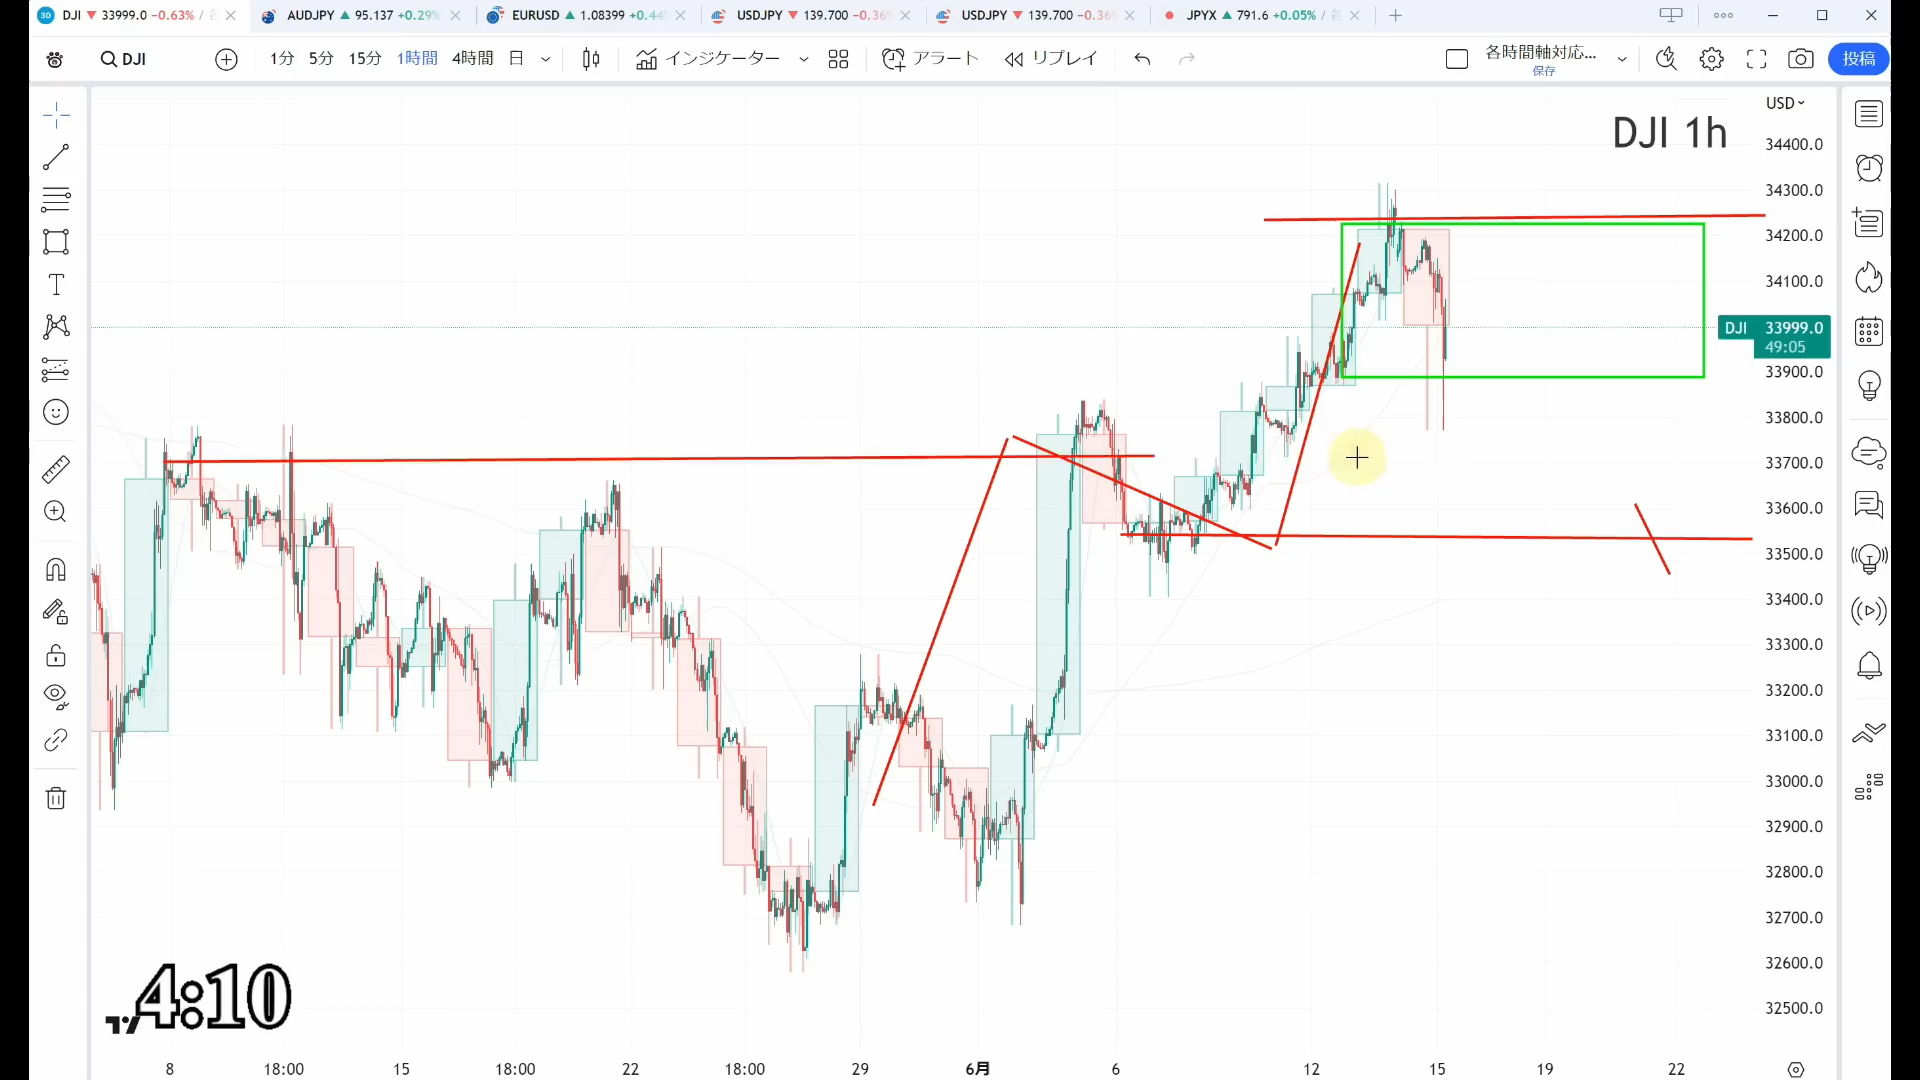 30 DJI ▼ 33999.0 −0.63% /
AUDJPY ▲ 95.137 +0.29%
EURUSD ▲ 1.08399 +0.44
USDJPY ▼ 139.700 −0.36
USDJPY ▼ 139.700 −0.36
JPYX ▲ 791.6 +0.05% /
DJI
1分 5分 15分 1時間 4時間 日
インジケーター
アラート
リプレイ
各時間軸対応...
保存
投稿
USD
DJI 1h
34400.0
34300.0
34200.0
34100.0
DJI 33999.0
49:05
33900.0
33800.0
33700.0
33600.0
33500.0
33400.0
33300.0
33200.0
33100.0
33000.0
32900.0
32800.0
32700.0
32600.0
32500.0
4:10
8 18:00 15 18:00 22 18:00 29 6月 6 12 15 19 22